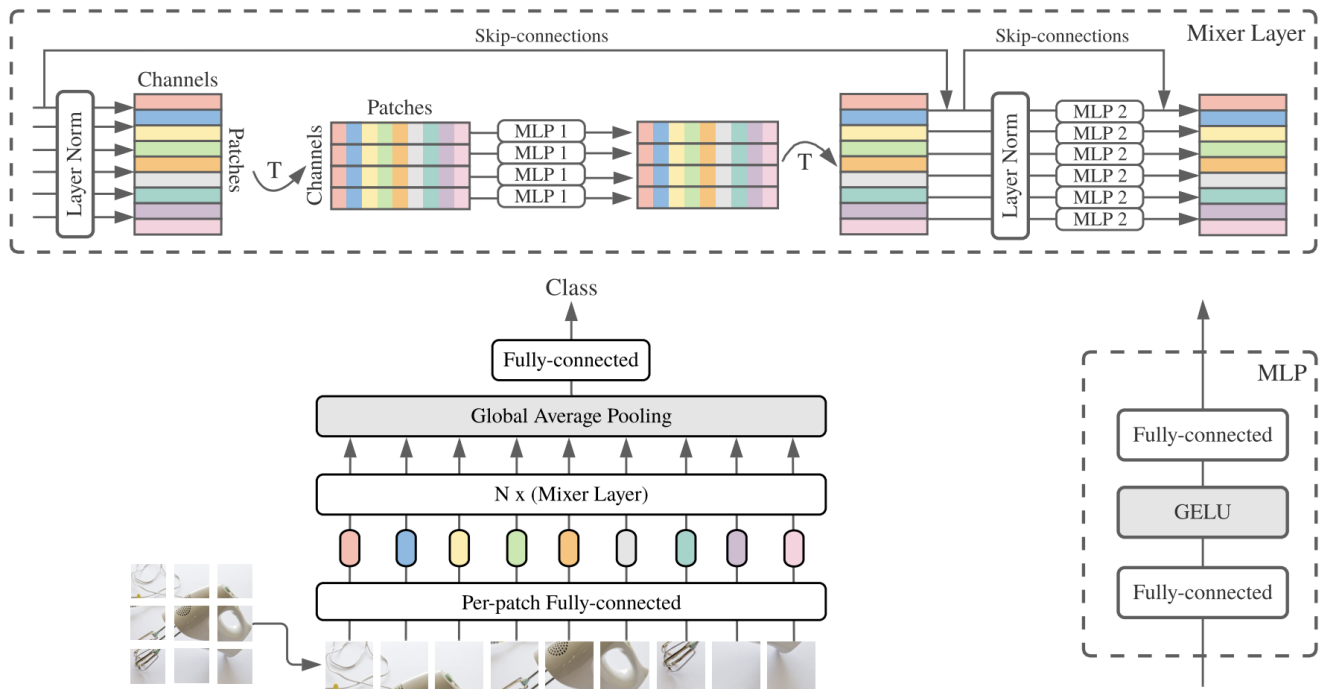 Skip-connections
Skip-connections
Mixer Layer
Channels
Layer Norm
Patches
T
Patches
Channels
MLP 1
MLP 1
MLP 1
MLP 1
T
Layer Norm
MLP 2
MLP 2
MLP 2
MLP 2
MLP 2
MLP 2
Class
Fully-connected
Global Average Pooling
N x (Mixer Layer)
Per-patch Fully-connected
MLP
Fully-connected
GELU
Fully-connected